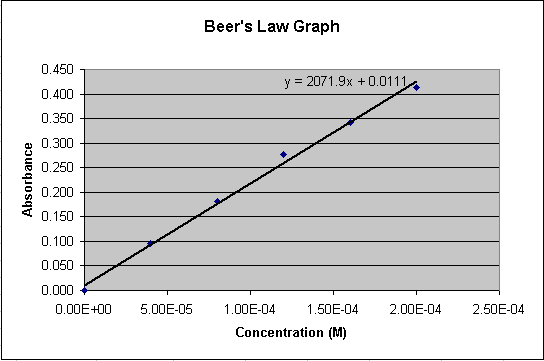 Beer's Law Graph
y = 2071.9x + 0.0111
Absorbance
0.450
0.400
0.350
0.300
0.250
0.200
0.150
0.100
0.050
0.000
0.00E+00 5.00E-05 1.00E-04 1.50E-04 2.00E-04 2.50E-04
Concentration (M)